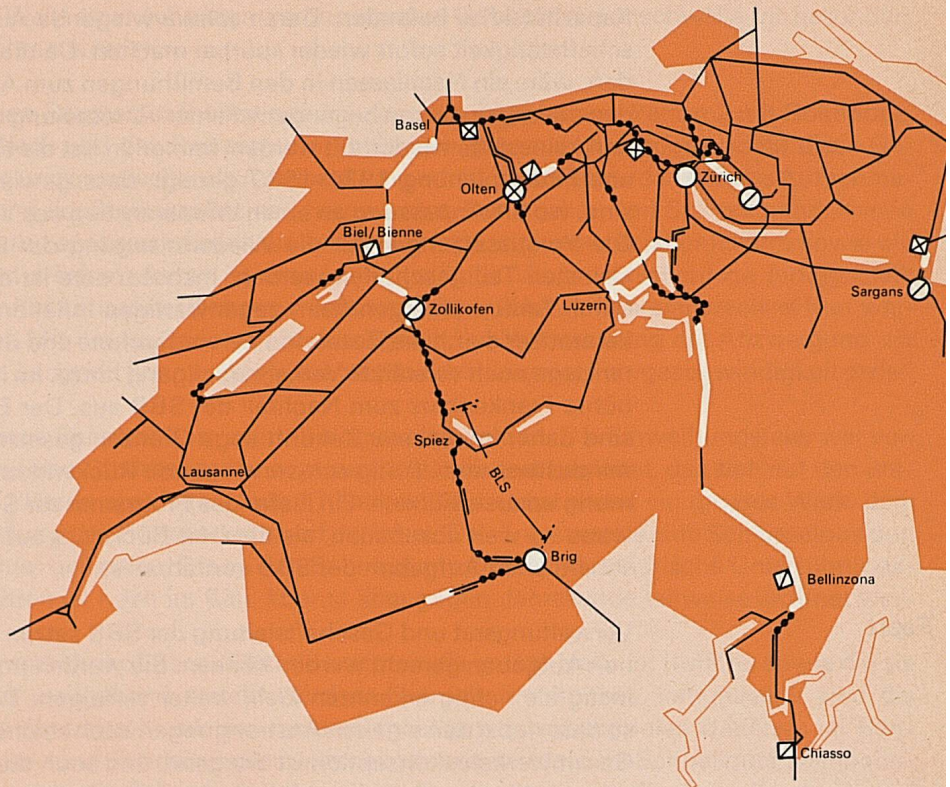 Basel
Olten
Zürich
Biel/Bienne
Zollikofen
Luzern
Sargans
Spiez
BLS
Lausanne
Brig
Bellinzona
Chiasso